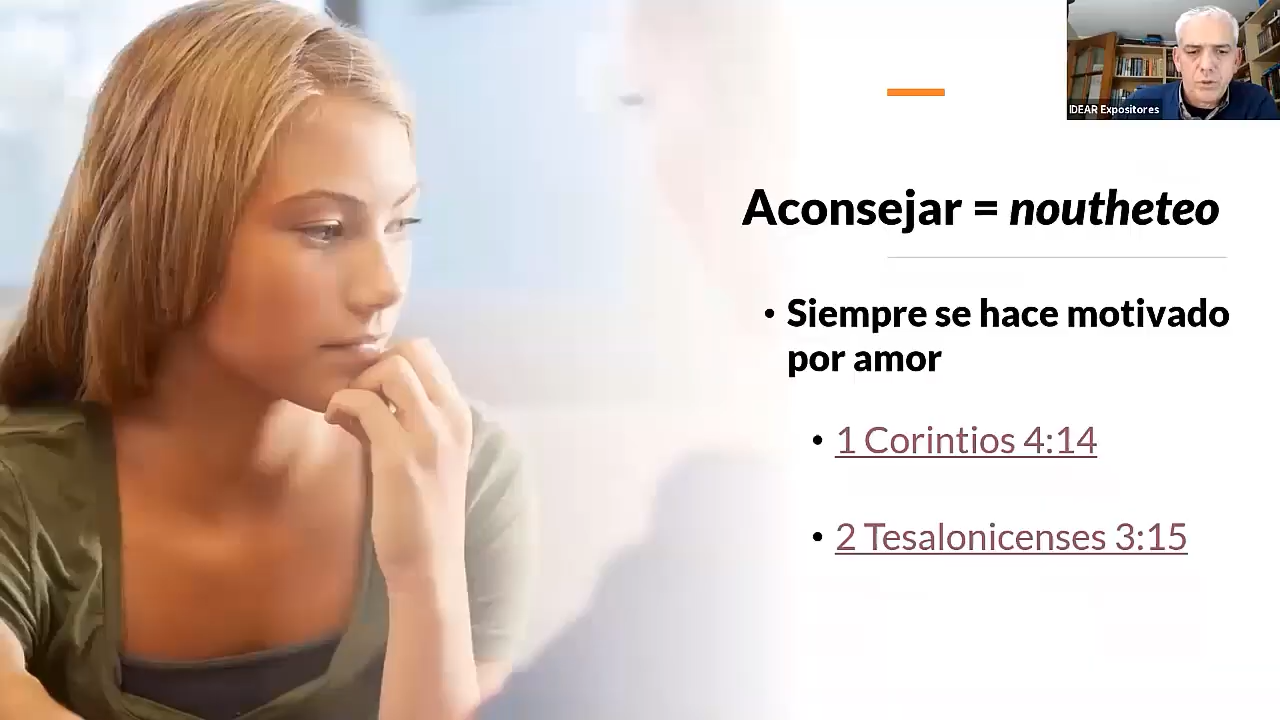 IDEAR Expositores
Aconsejar = noutheteo
• Siempre se hace motivado
por amor
• 1 Corintios 4:14
• 2 Tesalonicenses 3:15